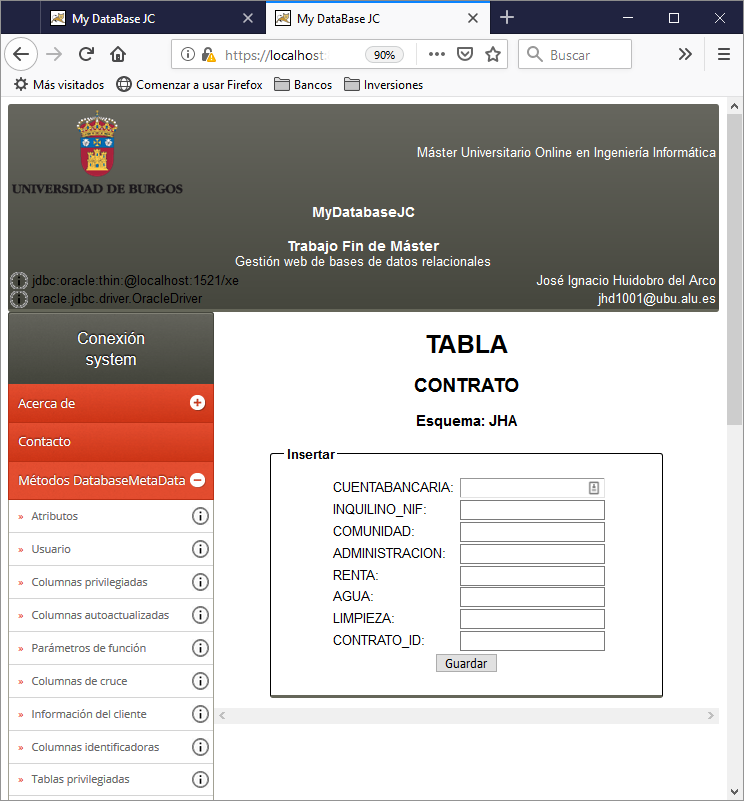 My DataBase JC
My DataBase JC
https://localhost:
90%
Buscar
Más visitados
Comenzar a usar Firefox
Bancos
Inversiones
UNIVERSIDAD DE BURGOS
Máster Universitario Online en Ingeniería Informática
MyDatabaseJC
Trabajo Fin de Máster
Gestión web de bases de datos relacionales
jdbc:oracle:thin:@localhost:1521/xe
José Ignacio Huidobro del Arco
oracle.jdbc.driver.OracleDriver
jhd1001@ubu.alu.es
Conexión
system
Acerca de
Contacto
Métodos DatabaseMetaData
» Atributos
» Usuario
» Columnas privilegiadas
» Columnas autoactualizadas
» Parámetros de función
» Columnas de cruce
» Información del cliente
» Columnas identificadoras
» Tablas privilegiadas
TABLA
CONTRATO
Esquema: JHA
Insertar
CUENTABANCARIA:
INQUILINO_NIF:
COMUNIDAD:
ADMINISTRACION:
RENTA:
AGUA:
LIMPIEZA:
CONTRATO_ID:
Guardar